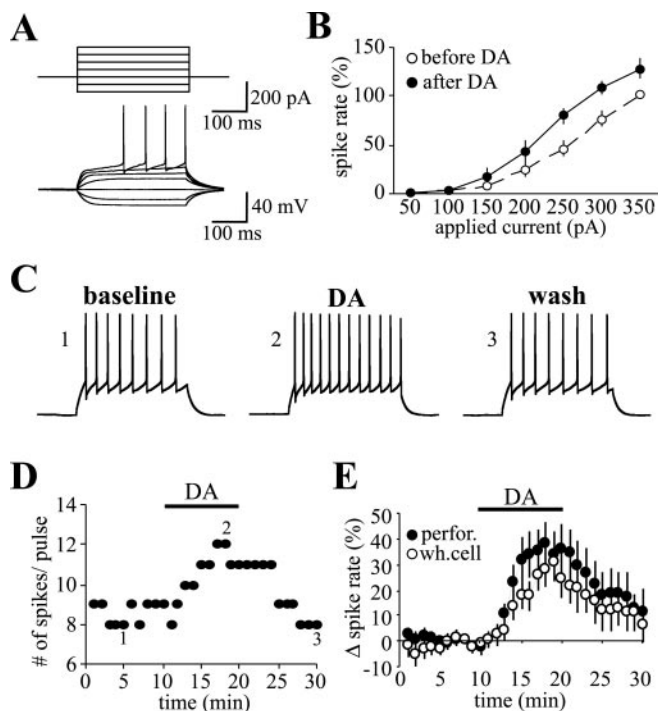 A
200 pA
100 ms
40 mV
100 ms
B
before DA
after DA
150
100
50
0
spike rate (%)
50 100 150 200 250 300 350
applied current (pA)
C
baseline
DA
wash
1
2
3
D
DA
14
12
10
8
6
# of spikes/ pulse
2
1
3
0 5 10 15 20 25 30
time (min)
E
DA
perfor.
wh.cell
50
40
30
20
10
0
-10
Δ spike rate (%)
0 5 10 15 20 25 30
time (min)